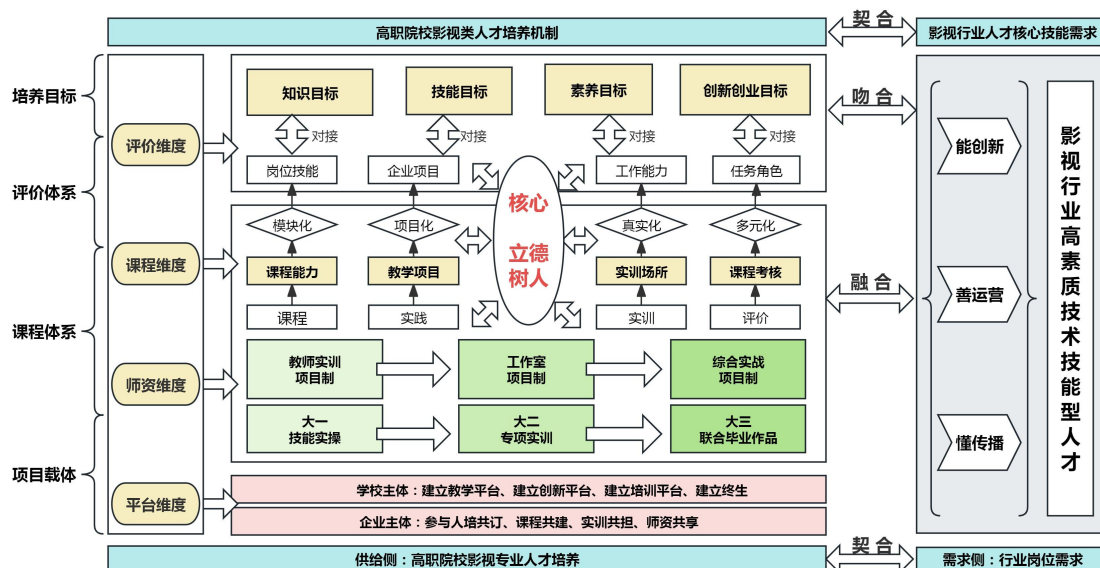 高职院校影视类人才培养机制
契 合
影视行业人才核心技能需求
培养目标
评价体系
课程体系
项目载体
评价维度
课程维度
师资维度
平台维度
知识目标
技能目标
素养目标
创新创业目标
对接
对接
对接
对接
岗位技能
企业项目
工作能力
任务角色
模块化
项目化
真实化
多元化
课程能力
教学项目
实训场所
课程考核
课程
实践
实训
评价
核心
立德
树人
教师实训
项目制
工作室
项目制
综合实战
项目制
大一
技能实操
大二
专项实训
大三
联合毕业作品
学校主体：建立教学平台、建立创新平台、建立培训平台、建立终生
企业主体：参与人培共订、课程共建、实训共担、师资共享
吻 合
融 合
能创新
善运营
懂传播
影视行业高素质技术技能型人才
供给侧：高职院校影视专业人才培养
契 合
需求侧：行业岗位需求